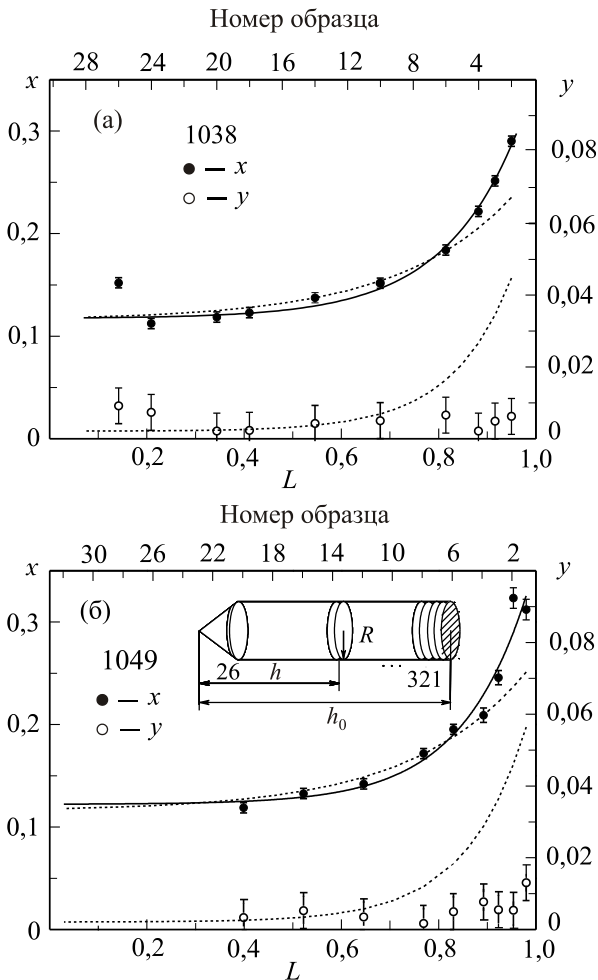 Номер образца
28 24 20 16 12 8 4
x y
(а)
1038
● — x
○ — y
0,3
0,2
0,1
0
0,08
0,06
0,04
0,02
0
0,2 0,4 0,6 0,8 1,0
L
Номер образца
30 26 22 18 14 10 6 2
x y
(б)
1049
● — x
○ — y
R
26 h ... 321
h0
0,3
0,2
0,1
0
0,08
0,06
0,04
0,02
0
0,2 0,4 0,6 0,8 1,0
L